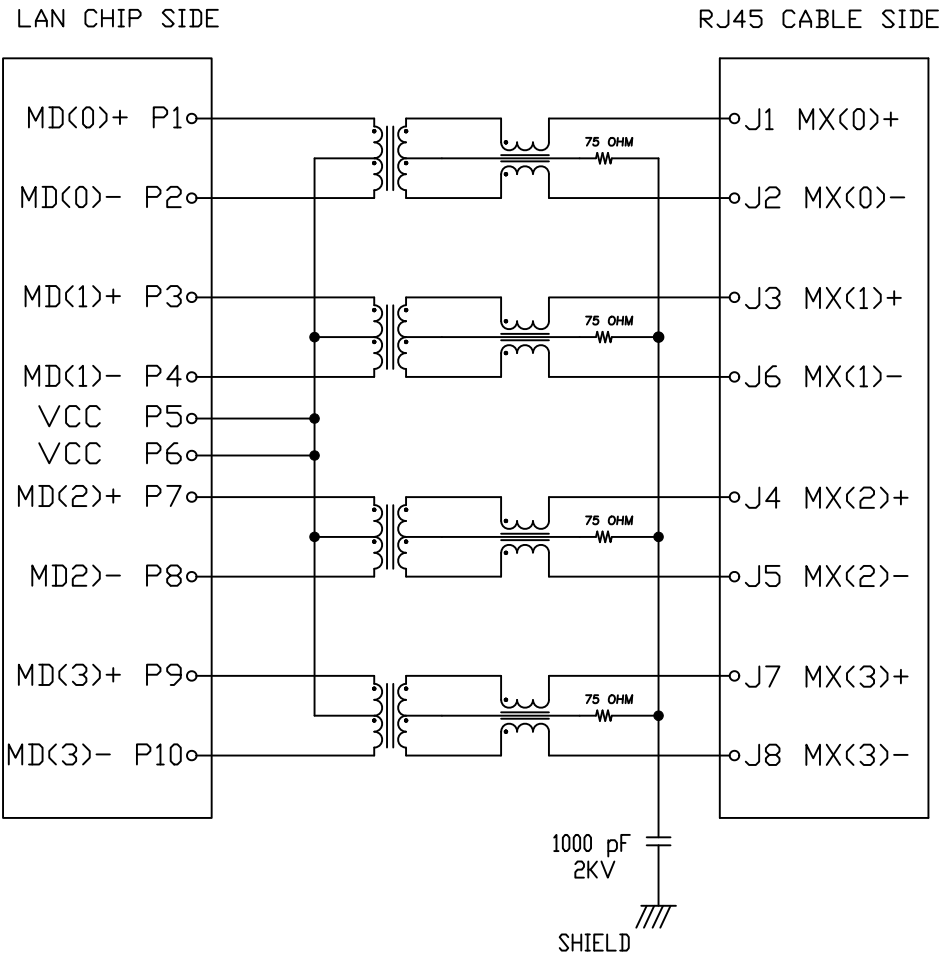 LAN CHIP SIDE
RJ45 CABLE SIDE
MD(0)+ P1
75 OHM
J1 MX(0)+
MD(0)- P2
J2 MX(0)-
MD(1)+ P3
75 OHM
J3 MX(1)+
MD(1)- P4
J6 MX(1)-
VCC P5
VCC P6
MD(2)+ P7
75 OHM
J4 MX(2)+
MD2)- P8
J5 MX(2)-
MD(3)+ P9
75 OHM
J7 MX(3)+
MD(3)- P10
J8 MX(3)-
1000 pF
2KV
SHIELD